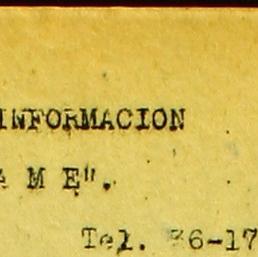 INFORMACION
A M E".
Tel. 36-17